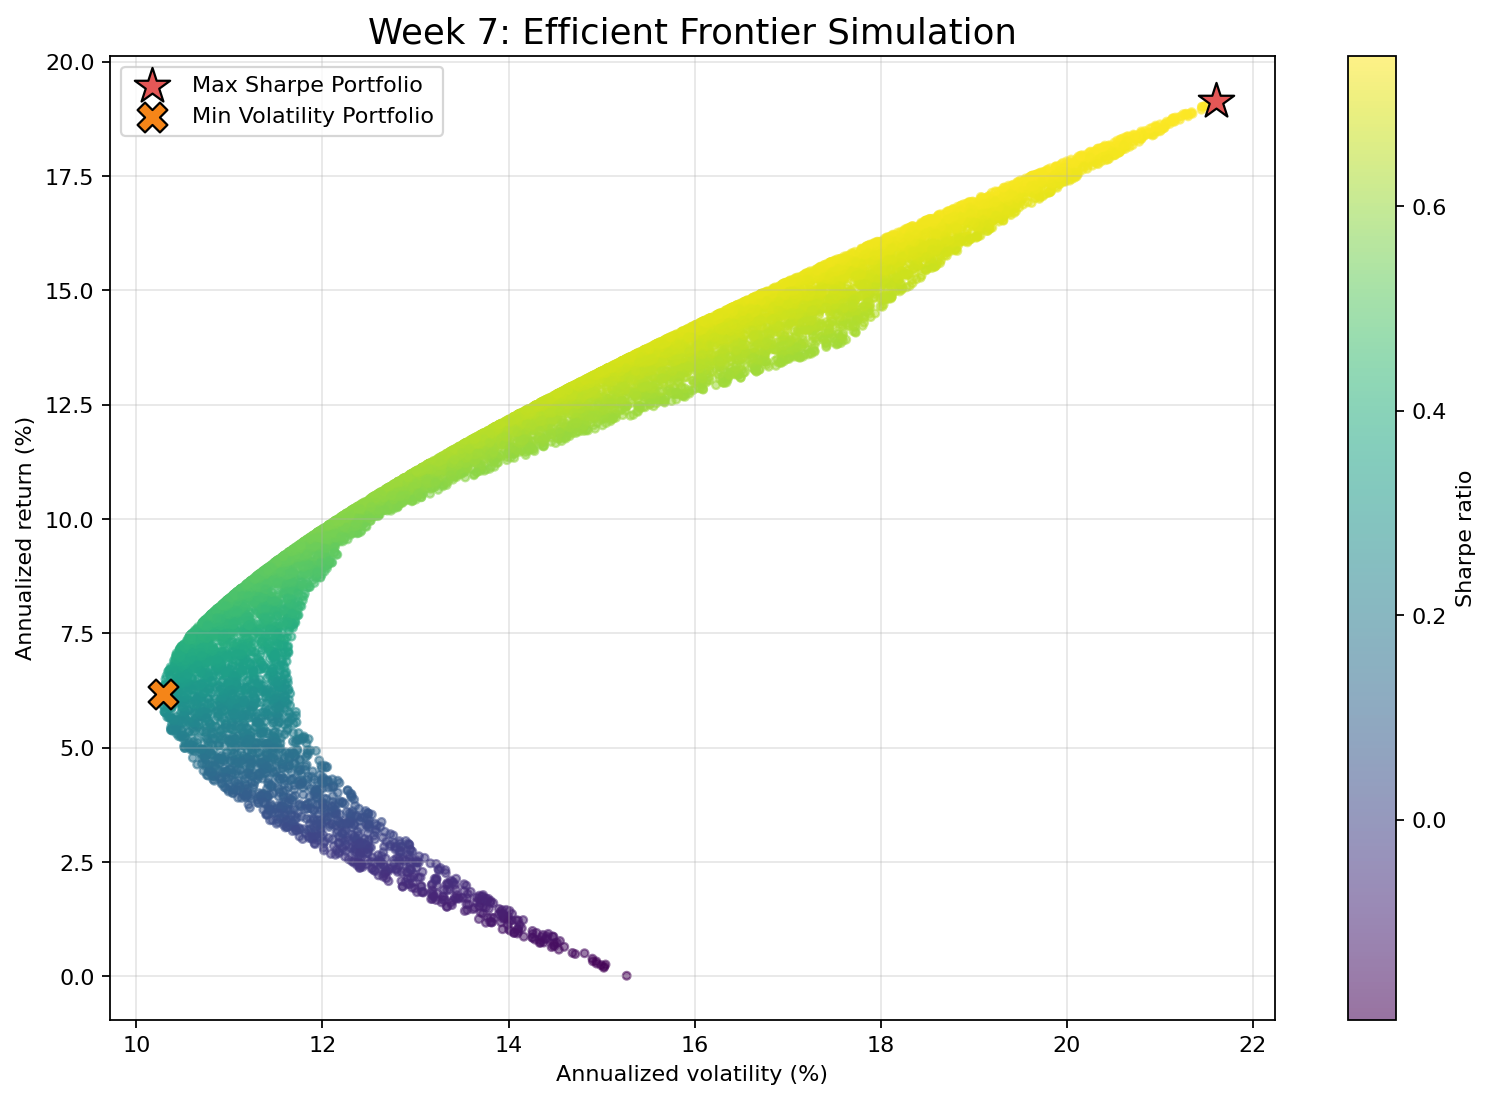 Week 7: Efficient Frontier Simulation
Max Sharpe Portfolio
Min Volatility Portfolio
Annualized return (%)
20.0
17.5
15.0
12.5
10.0
7.5
5.0
2.5
0.0
10 12 14 16 18 20 22
Annualized volatility (%)
0.6
0.4
0.2
0.0
Sharpe ratio